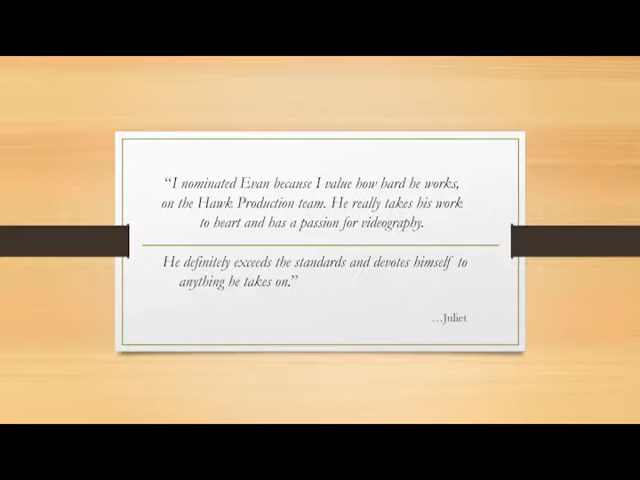 “I nominated Evan because I value how hard he works,
on the Hawk Production team. He really takes his work
to heart and has a passion for videography.
He definitely exceeds the standards and devotes himself to
anything he takes on.”
…Juliet